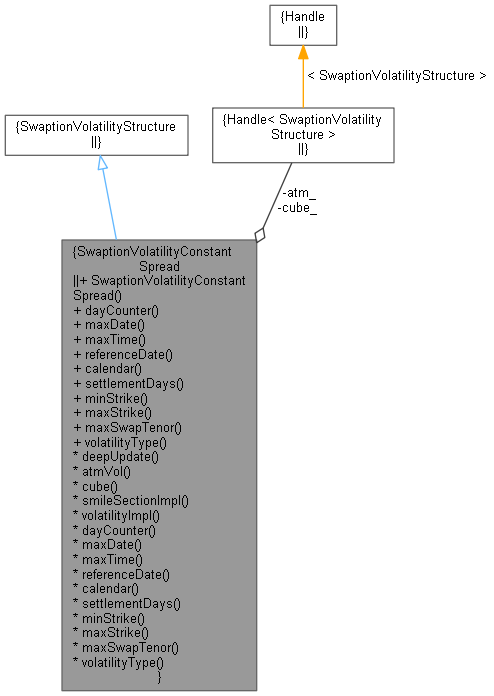 {Handle
||}
< SwaptionVolatilityStructure >
{SwaptionVolatilityStructure
||}
{Handle< SwaptionVolatility
Structure >
||}
-atm_
-cube_
{SwaptionVolatilityConstant
Spread
||+ SwaptionVolatilityConstant
Spread()
+ dayCounter()
+ maxDate()
+ maxTime()
+ referenceDate()
+ calendar()
+ settlementDays()
+ minStrike()
+ maxStrike()
+ maxSwapTenor()
+ volatilityType()
* deepUpdate()
* atmVol()
* cube()
* smileSectionImpl()
* volatilityImpl()
* dayCounter()
* maxDate()
* maxTime()
* referenceDate()
* calendar()
* settlementDays()
* minStrike()
* maxStrike()
* maxSwapTenor()
* volatilityType()
}